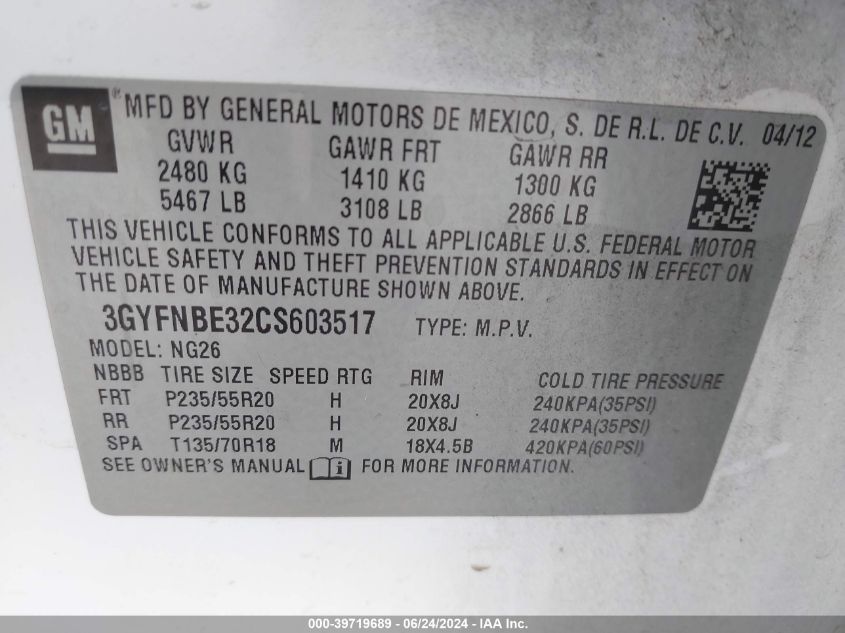 GM
® MFD BY GENERAL MOTORS DE MEXICO, S. DE R.L. DE C.V. 04/12
GVWR GAWR FRT GAWR RR
2480 KG 1410 KG 1300 KG
5467 LB 3108 LB 2866 LB
THIS VEHICLE CONFORMS TO ALL APPLICABLE U.S. FEDERAL MOTOR
VEHICLE SAFETY AND THEFT PREVENTION STANDARDS IN EFFECT ON
THE DATE OF MANUFACTURE SHOWN ABOVE.
3GYFNBE32CS603517 TYPE: M.P.V.
MODEL: NG26
NBBB TIRE SIZE SPEED RTG RIM COLD TIRE PRESSURE
FRT P235/55R20 H 20X8J 240KPA(35PSI)
RR P235/55R20 H 20X8J 240KPA(35PSI)
SPA T135/70R18 M 18X4.5B 420KPA(60PSI)
SEE OWNER'S MANUAL i FOR MORE INFORMATION.
000-39719689 - 06/24/2024 - IAA Inc.